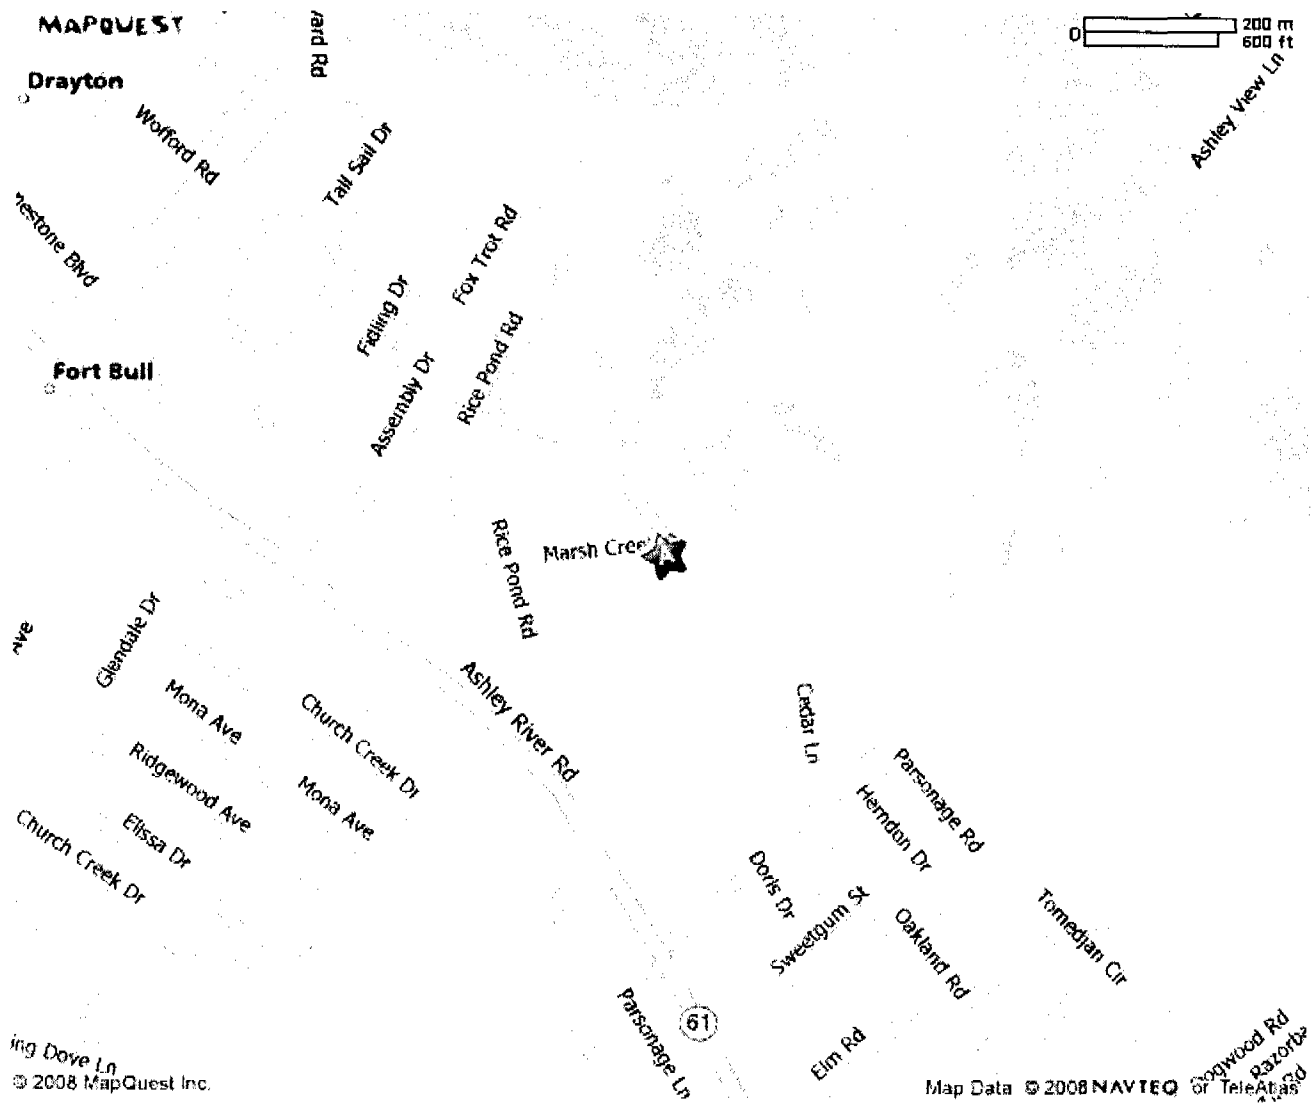 MAPQUEST
0
200 m
600 ft
Drayton
Wofford Rd
Tall Sail Dr
Ashley View Ln
Fox Trot Rd
Fidling Dr
Rice Pond Rd
Assembly Dr
Fort Bull
Rice Pond Rd
Marsh Cree
Glendale Dr
Ave
Mona Ave
Church Creek Dr
Ashley River Rd
Cedar Ln
Ridgewood Ave
Mona Ave
Parsonage Rd
Herndon Dr
Elissa Dr
Church Creek Dr
Doris Dr
Sweetgum St
Oakland Rd
Tomedjan Cir
Parsonage Ln
61
Elm Rd
Dogwood Rd
ing Dove Ln
© 2008 MapQuest Inc.
Map Data © 2008 NAVTEQ or TeleAtlas